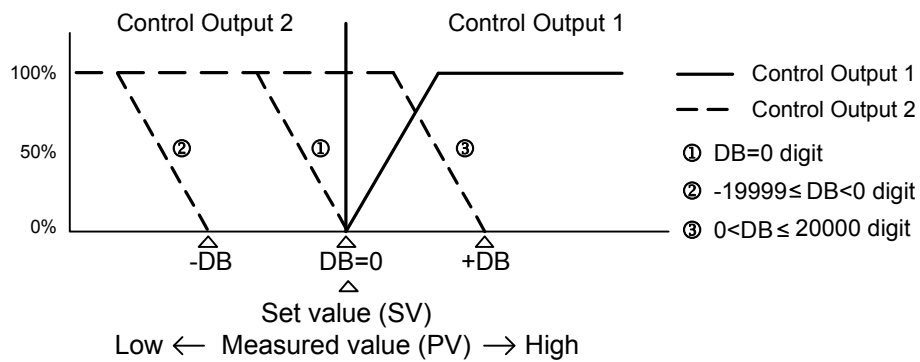 Control Output 2
Control Output 1
100%
50%
0%
② ① ③
-DB
DB=0
+DB
Set value (SV)
Low ← Measured value (PV) → High
Control Output 1
Control Output 2
① DB=0 digit
② -19999≤ DB<0 digit
③ 0<DB≤ 20000 digit